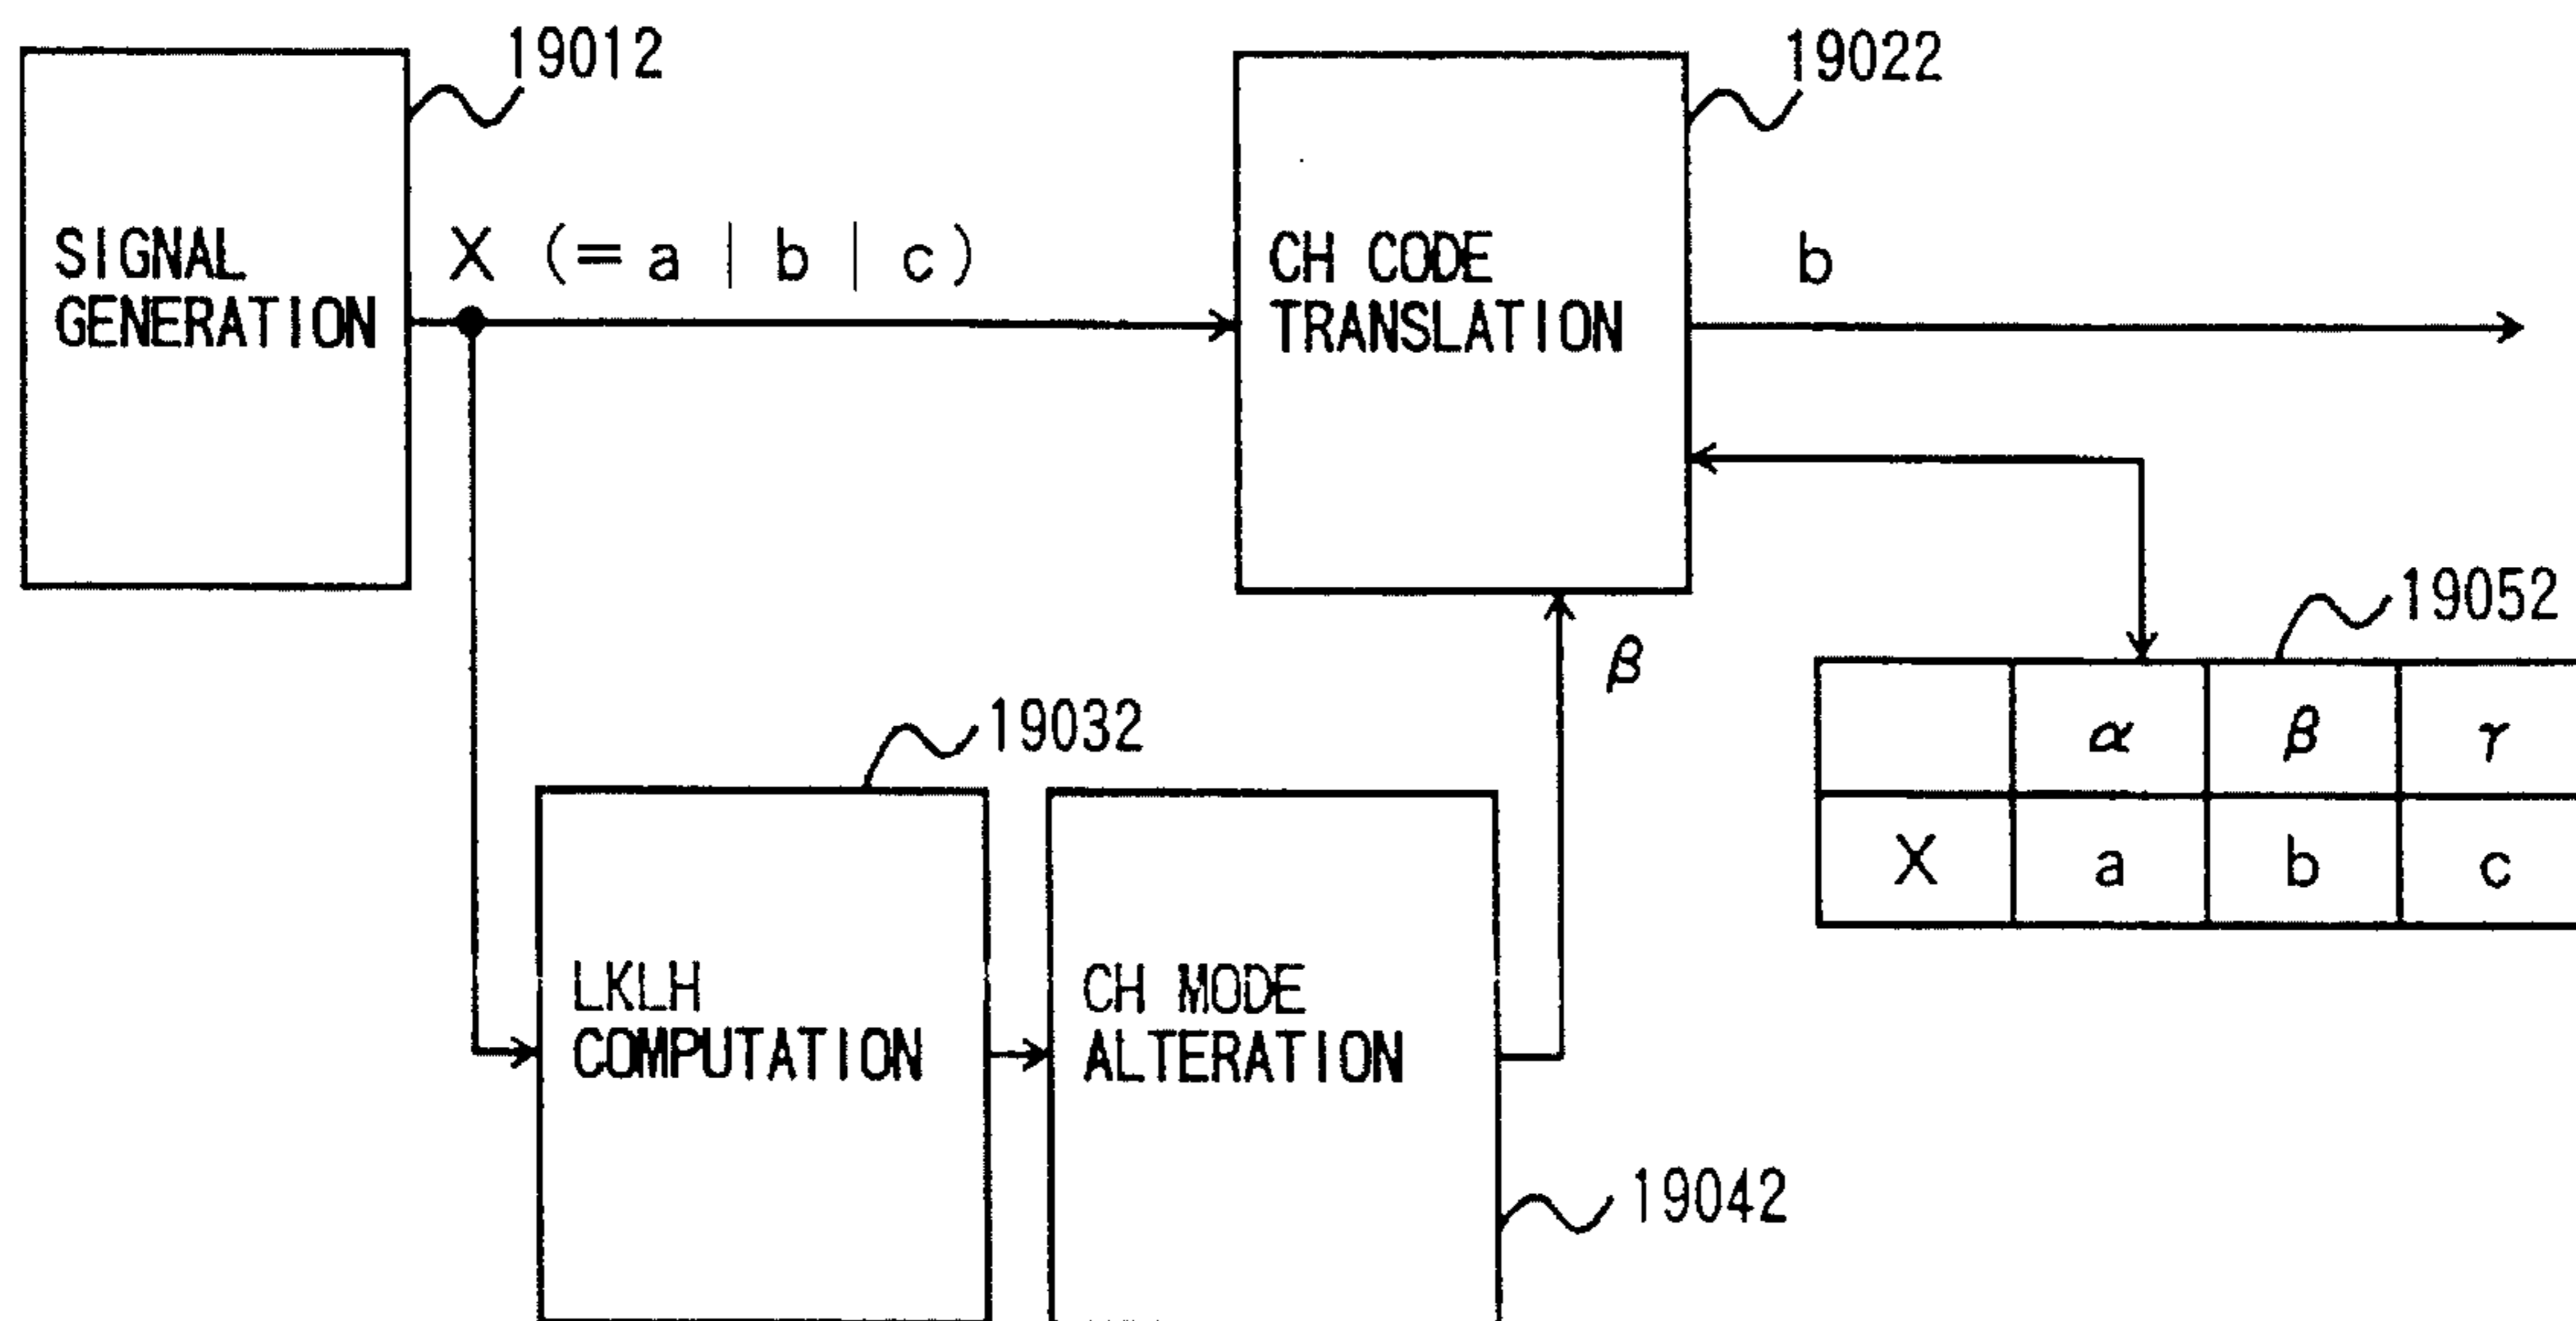 19012
19022
SIGNAL
GENERATION
X (= a | b | c)
CH CODE
TRANSLATION
b
19052
β
19032
α β γ
X a b c
LKLH
COMPUTATION
CH MODE
ALTERATION
19042